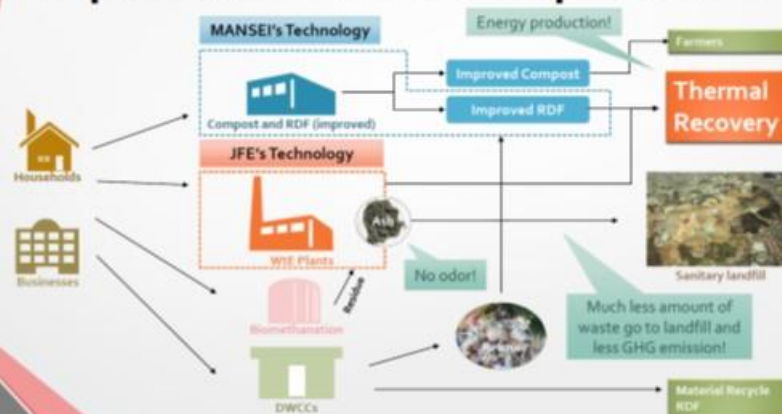 MANSEI's Technology
Energy production!
Farmers
Improved Compost
Improved RDF
Thermal
Recovery
Compost and RDF (improved)
JFE's Technology
Households
WtE Plants
Ash
No odor!
Sanitary landfill
Businesses
Residue
Biomethanation
Much less amount of
waste go to landfill and
less GHG emission!
DWCCs
Material Recycle
RDF